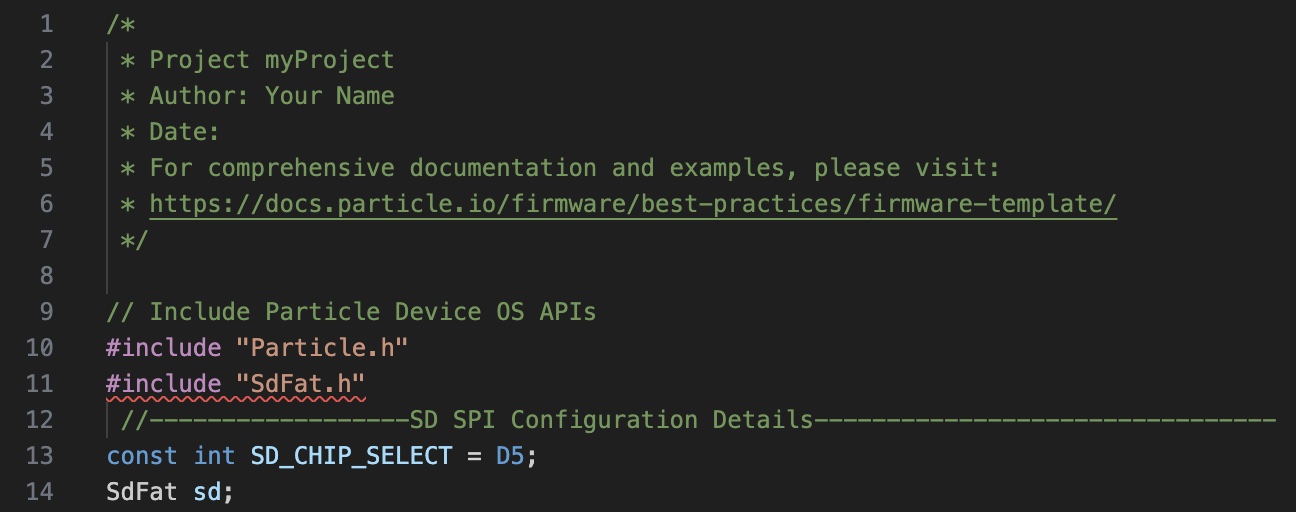 1 /*
2 * Project myProject
3 * Author: Your Name
4 * Date:
5 * For comprehensive documentation and examples, please visit:
6 * https://docs.particle.io/firmware/best-practices/firmware-template/
7 */
8
9 // Include Particle Device OS APIs
10 #include "Particle.h"
11 #include "SdFat.h"
12 //------------------SD SPI Configuration Details--------------------------------
13 const int SD_CHIP_SELECT = D5;
14 SdFat sd;